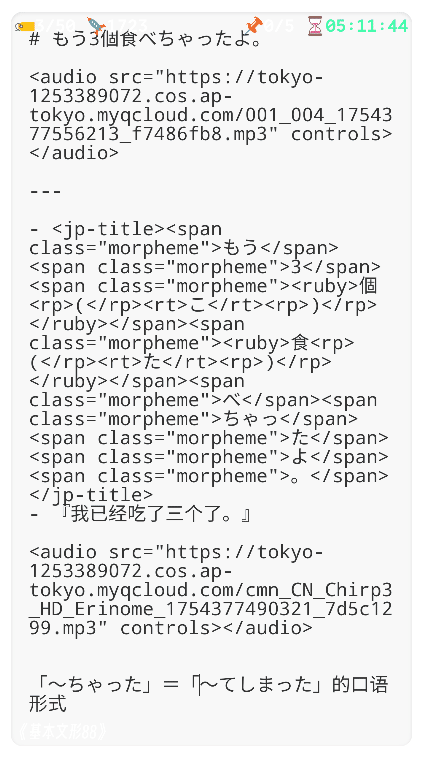 05:11:44
# もう3個食べちゃったよ。
<audio src="https://tokyo-
1253389072.cos.ap-
tokyo.myqcloud.com/001_004_17543
77556213_f7486fb8.mp3" controls>
</audio>
---
- <jp-title><span
class="morpheme">もう</span>
<span class="morpheme">3</span>
<span class="morpheme"><ruby>個
<rp>(</rp><rt>こ</rt><rp>)</rp>
</ruby></span><span
class="morpheme"><ruby>食<rp>
(</rp><rt>た</rt><rp>)</rp>
</ruby></span><span
class="morpheme">べ</span><span
class="morpheme">ちゃっ</span>
<span class="morpheme">た</span>
<span class="morpheme">よ</span>
<span class="morpheme">。</span>
</jp-title>
- 『我已经吃了三个了。』
<audio src="https://tokyo-
1253389072.cos.ap-
tokyo.myqcloud.com/cmn_CN_Chirp3
_HD_Erinome_1754377490321_7d5c12
99.mp3" controls></audio>
「〜ちゃった」＝「〜てしまった」的口语
形式